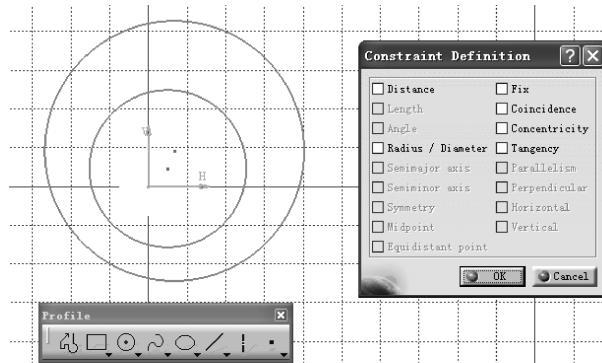 Constraint Definition
Distance
Fix
Length
Coincidence
Angle
Concentricity
Radius / Diameter
Tangency
Semimajor axis
Parallelism
Semiminor axis
Perpendicular
Symmetry
Horizontal
Midpoint
Vertical
Equidistant point
OK
Cancel
V
H
Profile